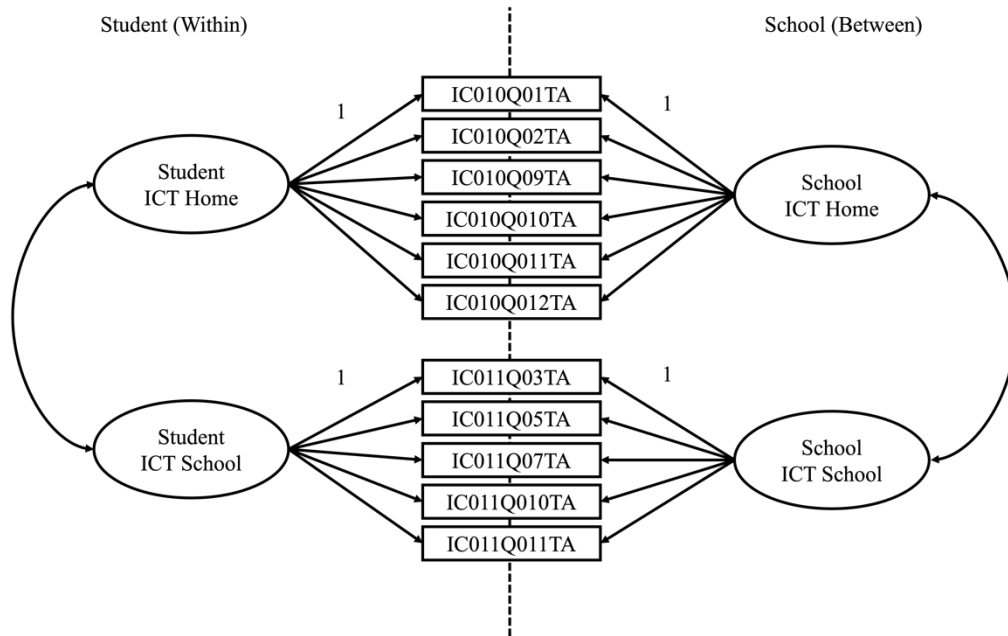 Student (Within)
School (Between)
1
IC010Q01TA
1
IC010Q02TA
Student
ICT Home
IC010Q09TA
School
ICT Home
IC010Q010TA
IC010Q011TA
IC010Q012TA
1
IC011Q03TA
1
IC011Q05TA
Student
ICT School
IC011Q07TA
School
ICT School
IC011Q010TA
IC011Q011TA